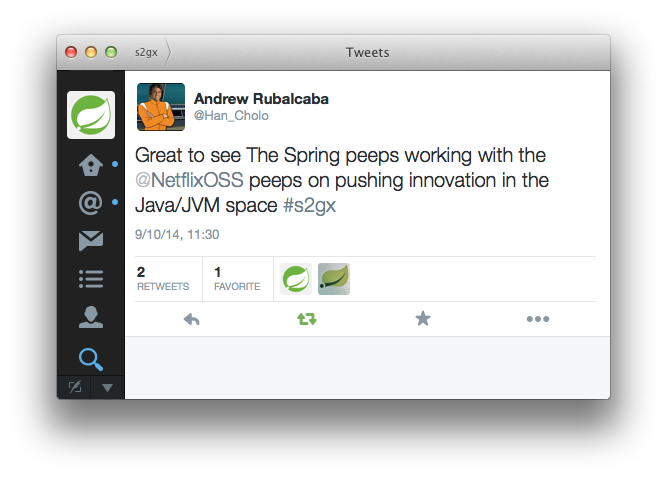 s2gx
Tweets
Andrew Rubalcaba
@Han_Cholo
Great to see The Spring peeps working with the
@NetflixOSS peeps on pushing innovation in the
Java/JVM space #s2gx
9/10/14, 11:30
2
RETWEETS
1
FAVORITE